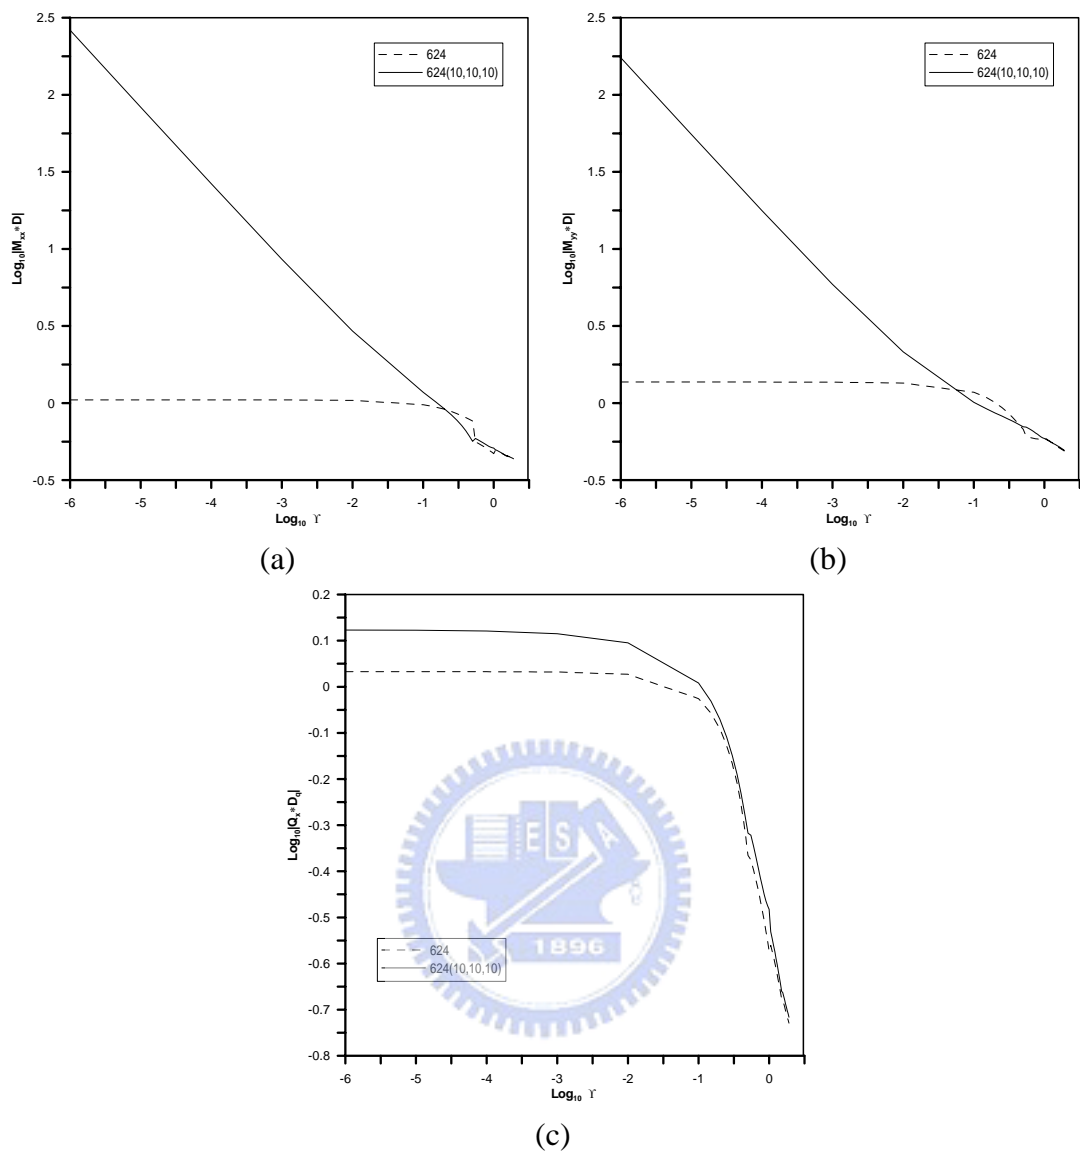 2.5
2
1.5
1
0.5
0
-0.5
Log10|Mxx*D|
624
624(10,10,10)
-6 -5 -4 -3 -2 -1 0
Log10 ϒ
(a)
2.5
2
1.5
1
0.5
0
-0.5
Log10|Myy*D|
624
624(10,10,10)
-6 -5 -4 -3 -2 -1 0
Log10 ϒ
(b)
0.2
0.1
0
-0.1
-0.2
-0.3
-0.4
-0.5
-0.6
-0.7
-0.8
Log10|Qx*Dq|
E S A
1896
624
624(10,10,10)
-6 -5 -4 -3 -2 -1 0
Log10 ϒ
(c)